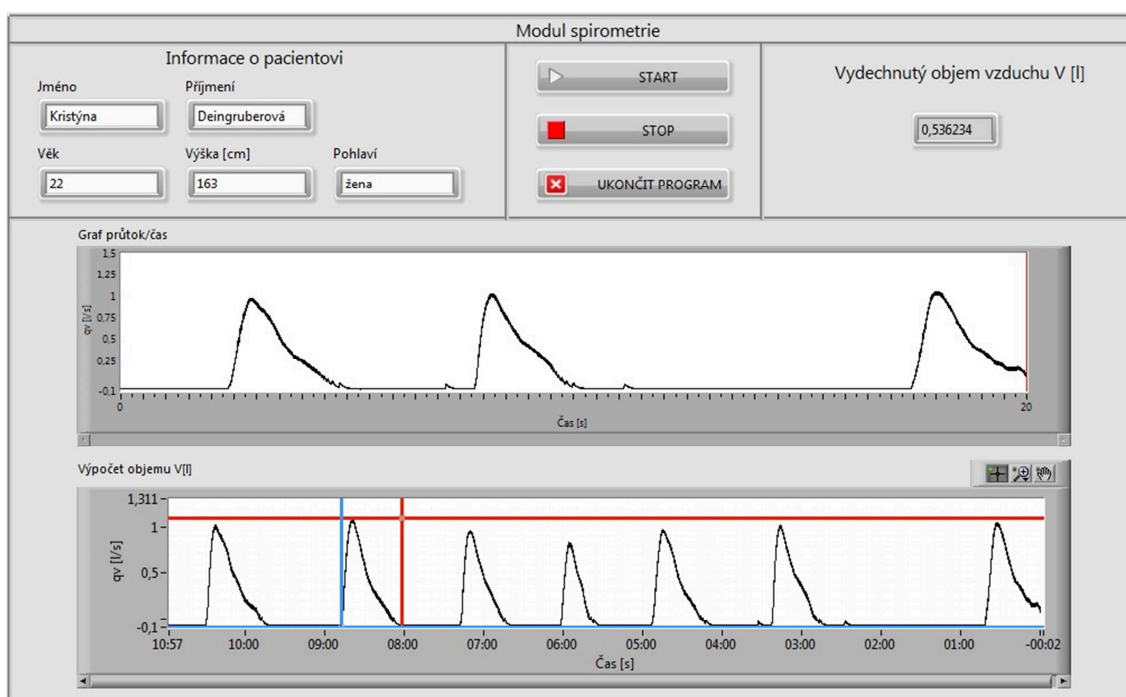 Modul spirometrie
Informace o pacientovi
Jméno
Příjmení
Kristýna
Deingruberová
Věk
Výška [cm]
Pohlaví
22
163
žena
START
STOP
UKONČIT PROGRAM
Vydechnutý objem vzduchu V [l]
0,536234
Graf průtok/čas
1,5
1,25
1
0,75
0,5
0,25
-0,1
qv [l/s]
0
20
Čas [s]
Výpočet objemu V[l]
1,311
1
0,5
-0,1
qv [l/s]
10:57
10:00
09:00
08:00
07:00
06:00
05:00
04:00
03:00
02:00
01:00
-00:02
Čas [s]